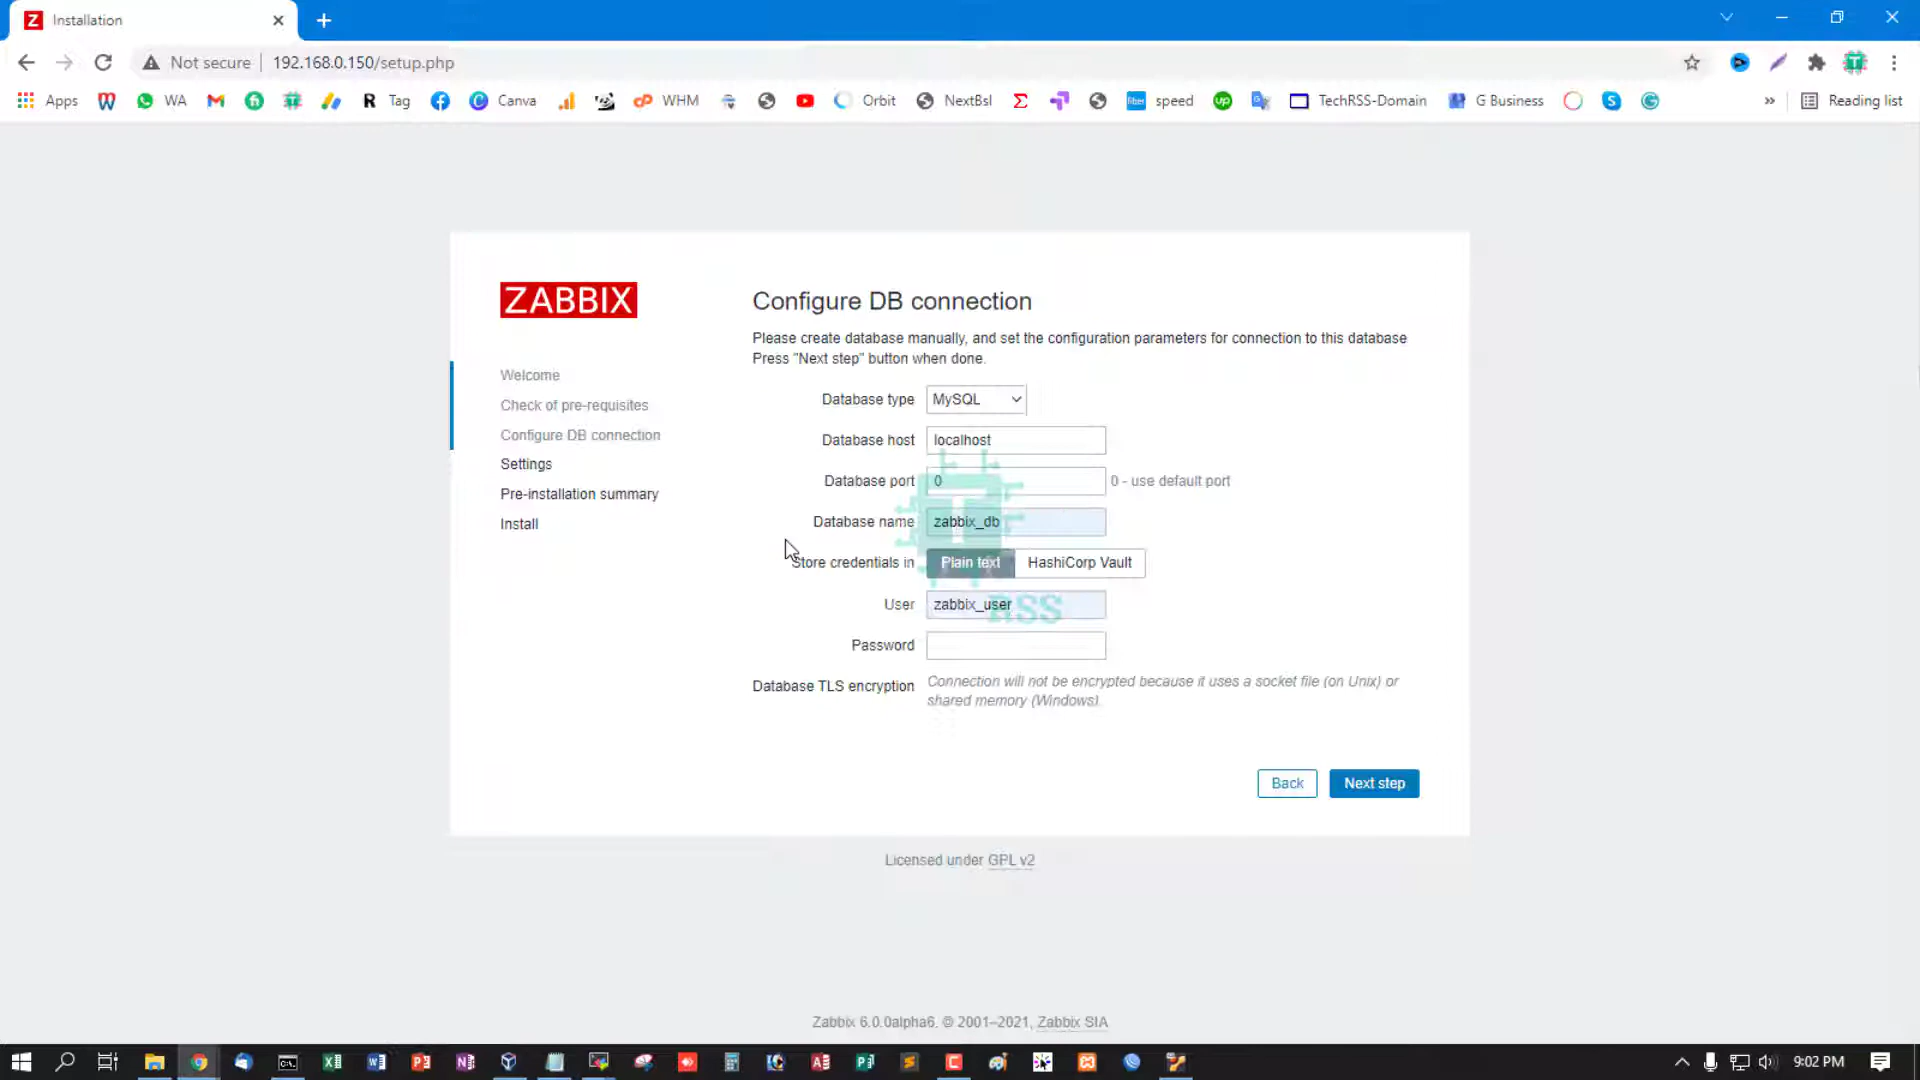 Z Installation
Not secure 192.168.0.150/setup.php
Apps WA R Tag Canva WHM Orbit NextBsl speed TechRSS-Domain G Business » Reading list
ZABBIX
Welcome
Check of pre-requisites
Configure DB connection
Settings
Pre-installation summary
Install
Configure DB connection
Please create database manually, and set the configuration parameters for connection to this database
Press "Next step" button when done.
Database type MySQL
Database host localhost
Database port 0 0 - use default port
Database name zabbix_db
Store credentials in Plain text HashiCorp Vault
User zabbix_user
RSS
Password
Database TLS encryption Connection will not be encrypted because it uses a socket file (on Unix) or
shared memory (Windows).
Back Next step
Licensed under GPL v2
Zabbix 6.0.0alpha6. © 2001–2021, Zabbix SIA
9:02 PM